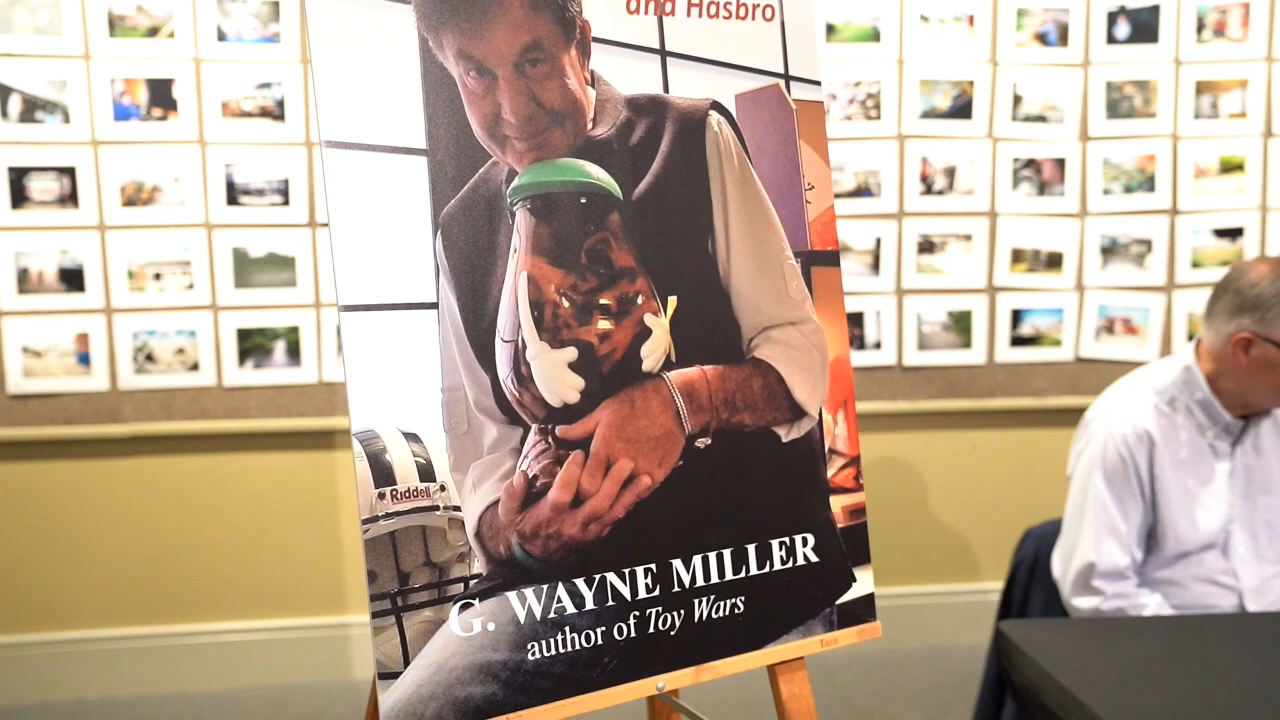 and Hasbro
Riddell
G. WAYNE MILLER
author of Toy Wars